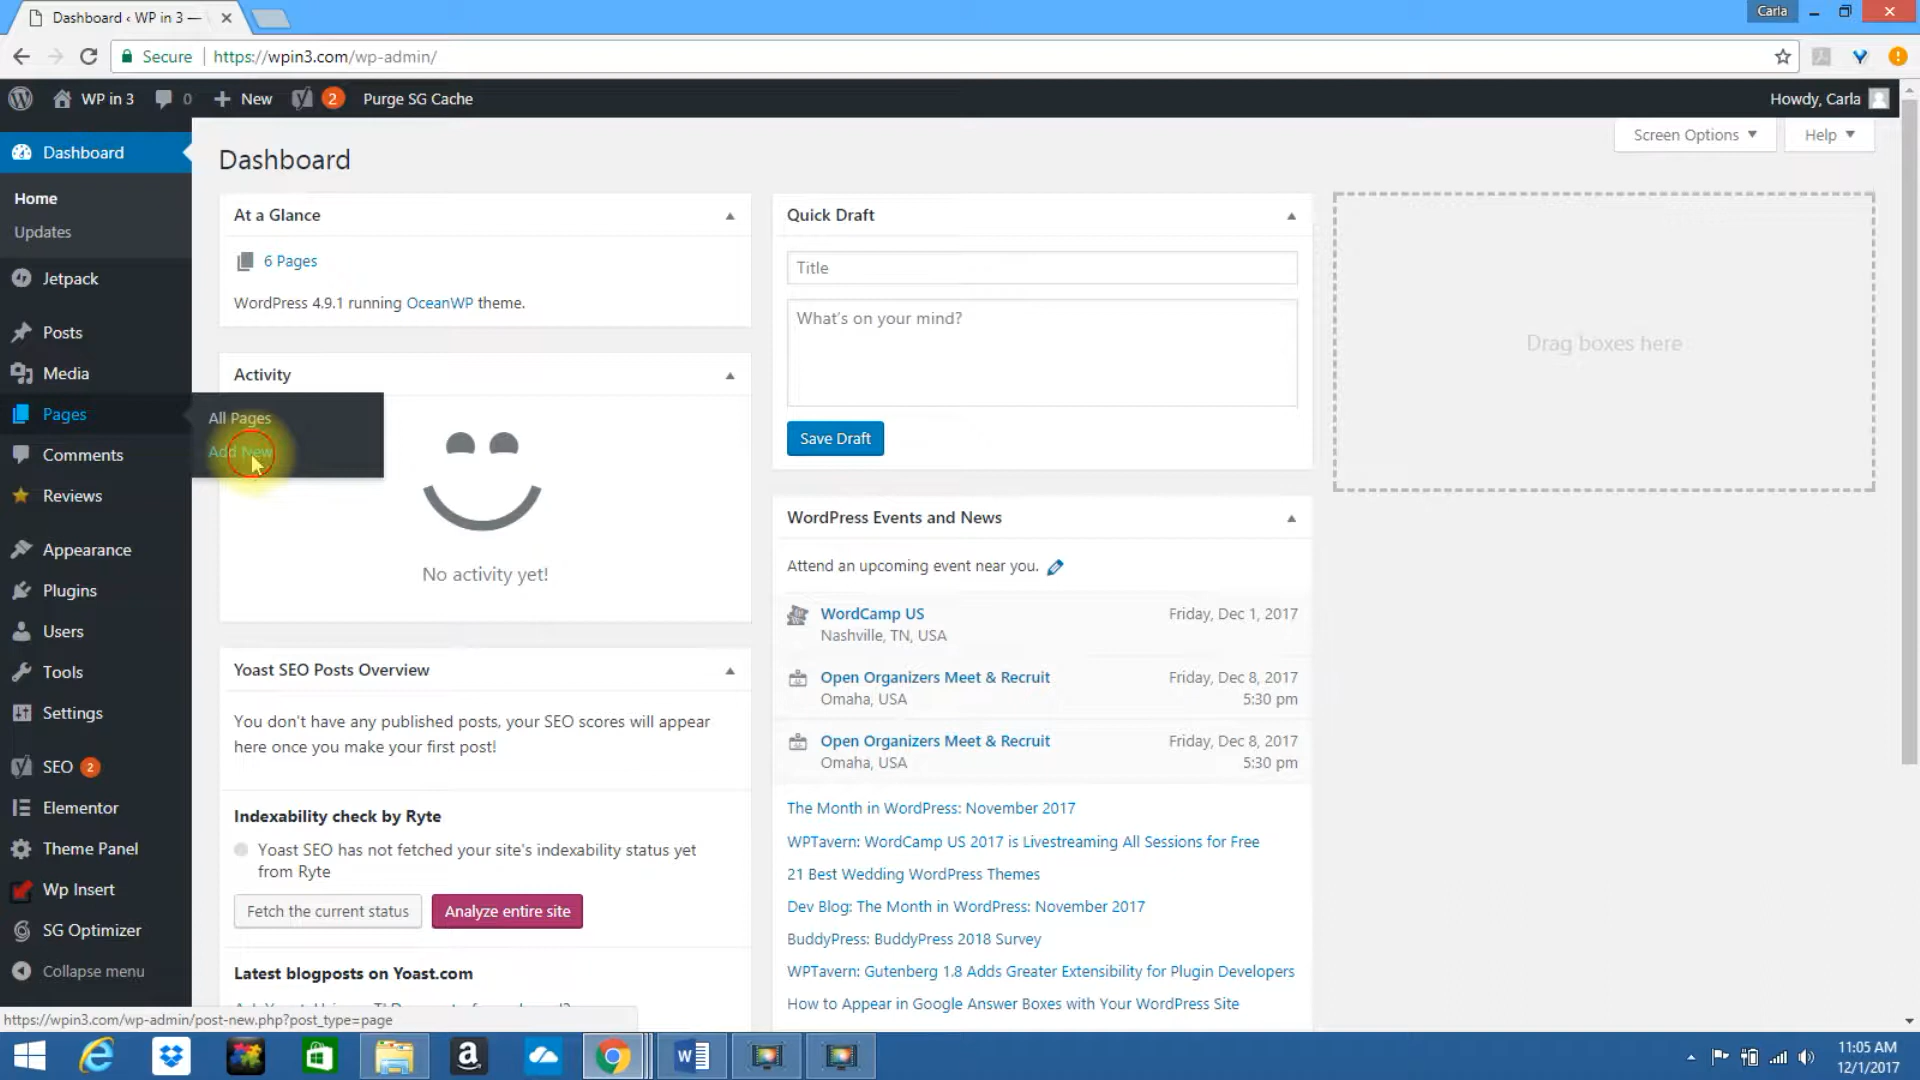 Dashboard ‹ WP in 3 —
Carla
Secure
https://wpin3.com/wp-admin/
WP in 3
0
New
2
Purge SG Cache
Howdy, Carla
Dashboard
Home
Updates
Jetpack
Posts
Media
Pages
Comments
Reviews
Appearance
Plugins
Users
Tools
Settings
SEO 2
Elementor
Theme Panel
Wp Insert
SG Optimizer
Collapse menu
All Pages
Add New
Screen Options
Help
Dashboard
At a Glance
6 Pages
WordPress 4.9.1 running OceanWP theme.
Activity
No activity yet!
Yoast SEO Posts Overview
You don't have any published posts, your SEO scores will appear
here once you make your first post!
Indexability check by Ryte
Yoast SEO has not fetched your site's indexability status yet
from Ryte
Fetch the current status
Analyze entire site
Latest blogposts on Yoast.com
Quick Draft
Title
What's on your mind?
Save Draft
WordPress Events and News
Attend an upcoming event near you.
WordCamp US
Friday, Dec 1, 2017
Nashville, TN, USA
Open Organizers Meet & Recruit
Friday, Dec 8, 2017
Omaha, USA
5:30 pm
Open Organizers Meet & Recruit
Friday, Dec 8, 2017
Omaha, USA
5:30 pm
The Month in WordPress: November 2017
WPTavern: WordCamp US 2017 is Livestreaming All Sessions for Free
21 Best Wedding WordPress Themes
Dev Blog: The Month in WordPress: November 2017
BuddyPress: BuddyPress 2018 Survey
WPTavern: Gutenberg 1.8 Adds Greater Extensibility for Plugin Developers
How to Appear in Google Answer Boxes with Your WordPress Site
Drag boxes here
https://wpin3.com/wp-admin/post-new.php?post_type=page
11:05 AM
12/1/2017